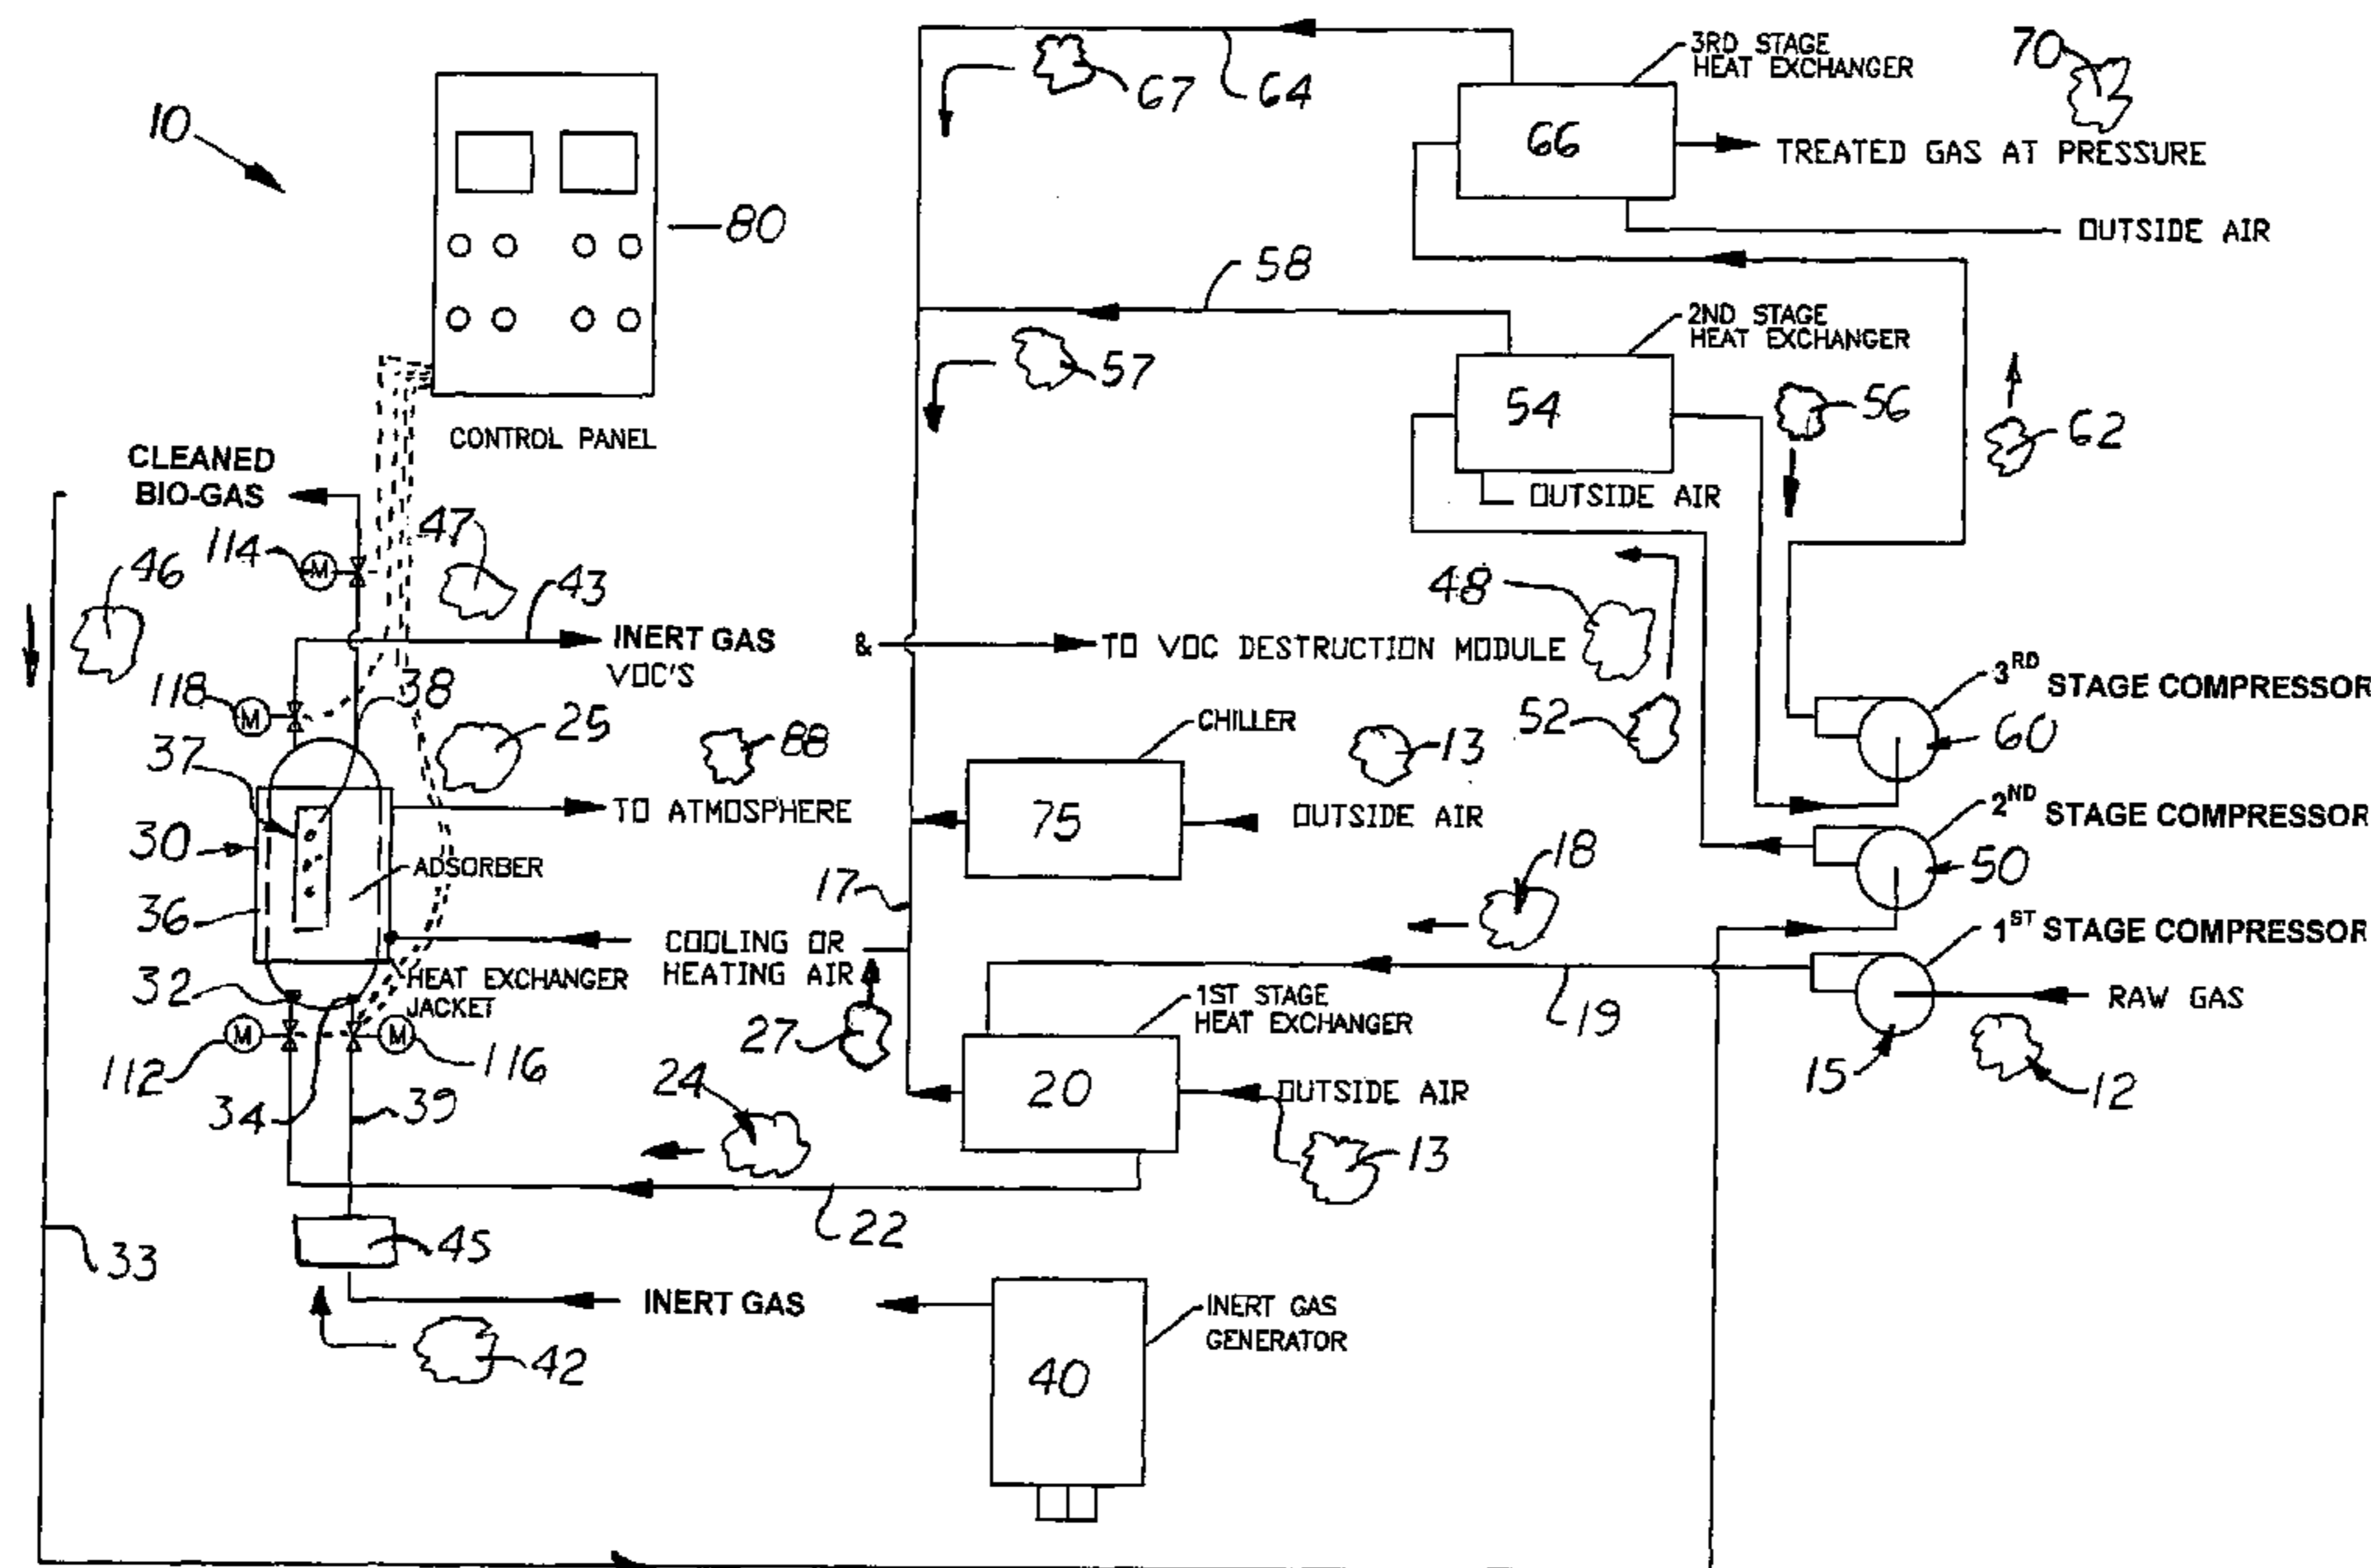 3RD STAGE
HEAT EXCHANGER
70
67
64
10
66
TREATED GAS AT PRESSURE
80
OUTSIDE AIR
58
2ND STAGE
HEAT EXCHANGER
57
54
56
62
CONTROL PANEL
CLEANED
BIO-GAS
OUTSIDE AIR
47
114
M
46
43
48
INERT GAS
VOC'S
&
TO VOC DESTRUCTION MODULE
118
M
38
3RD STAGE COMPRESSOR
25
88
CHILLER
13
52
60
37
TO ATMOSPHERE
75
OUTSIDE AIR
2ND STAGE COMPRESSOR
30
ADSORBER
18
50
17
36
COOLING OR
HEATING AIR
1ST STAGE COMPRESSOR
HEAT EXCHANGER
JACKET
32
1ST STAGE
HEAT EXCHANGER
RAW GAS
19
27
M
M
15
12
112
116
24
20
OUTSIDE AIR
34
39
13
22
45
33
INERT GAS
INERT GAS
GENERATOR
42
40